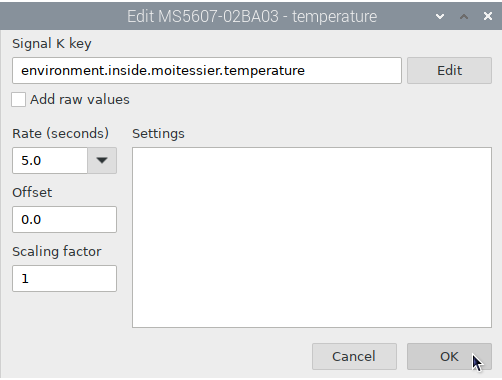 Edit MS5607-02BA03 - temperature
Signal K key
environment.inside.moitessier.temperature
Edit
Add raw values
Rate (seconds)
Settings
5.0
Offset
0.0
Scaling factor
1
Cancel
OK